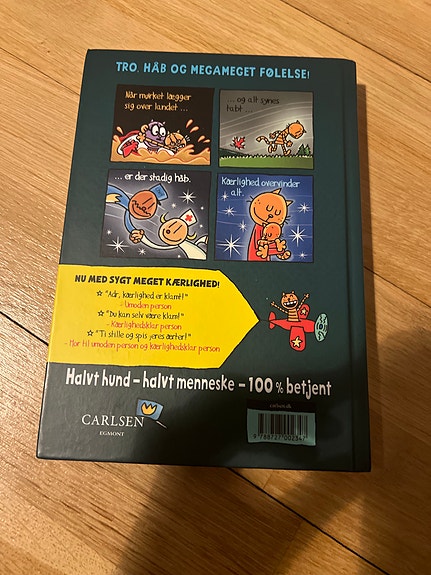 TRO, HÅB OG MEGAMEGET FØLELSE!
Når mørket lægger
sig over landet ...
... og alt synes
tabt ...
... er der stadig håb.
Kærlighed overvinder
alt.
NU MED SYGT MEGET KÆRLIGHED!
☆ "Adr, kærlighed er klamt!"
- Umoden person
☆ "Du kan selv være klam!"
- Kærlighedsklar person
☆ "Ti stille og spis jeres ærter!"
- Mor til umoden person og kærlighedsklar person
Halvt hund – halvt menneske – 100 % betjent
CARLSEN
EGMONT
carlsen.dk